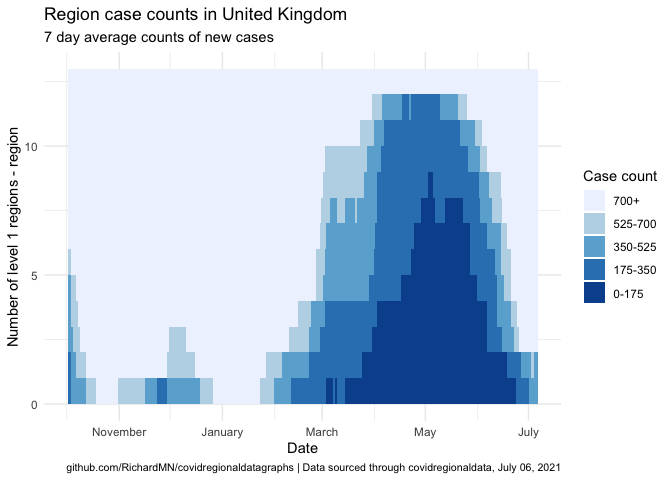 Region case counts in United Kingdom
7 day average counts of new cases
Number of level 1 regions - region
10
5
0
November
January
March
May
July
Date
Case count
700+
525-700
350-525
175-350
0-175
github.com/RichardMN/covidregionaldatagraphs | Data sourced through covidregionaldata, July 06, 2021